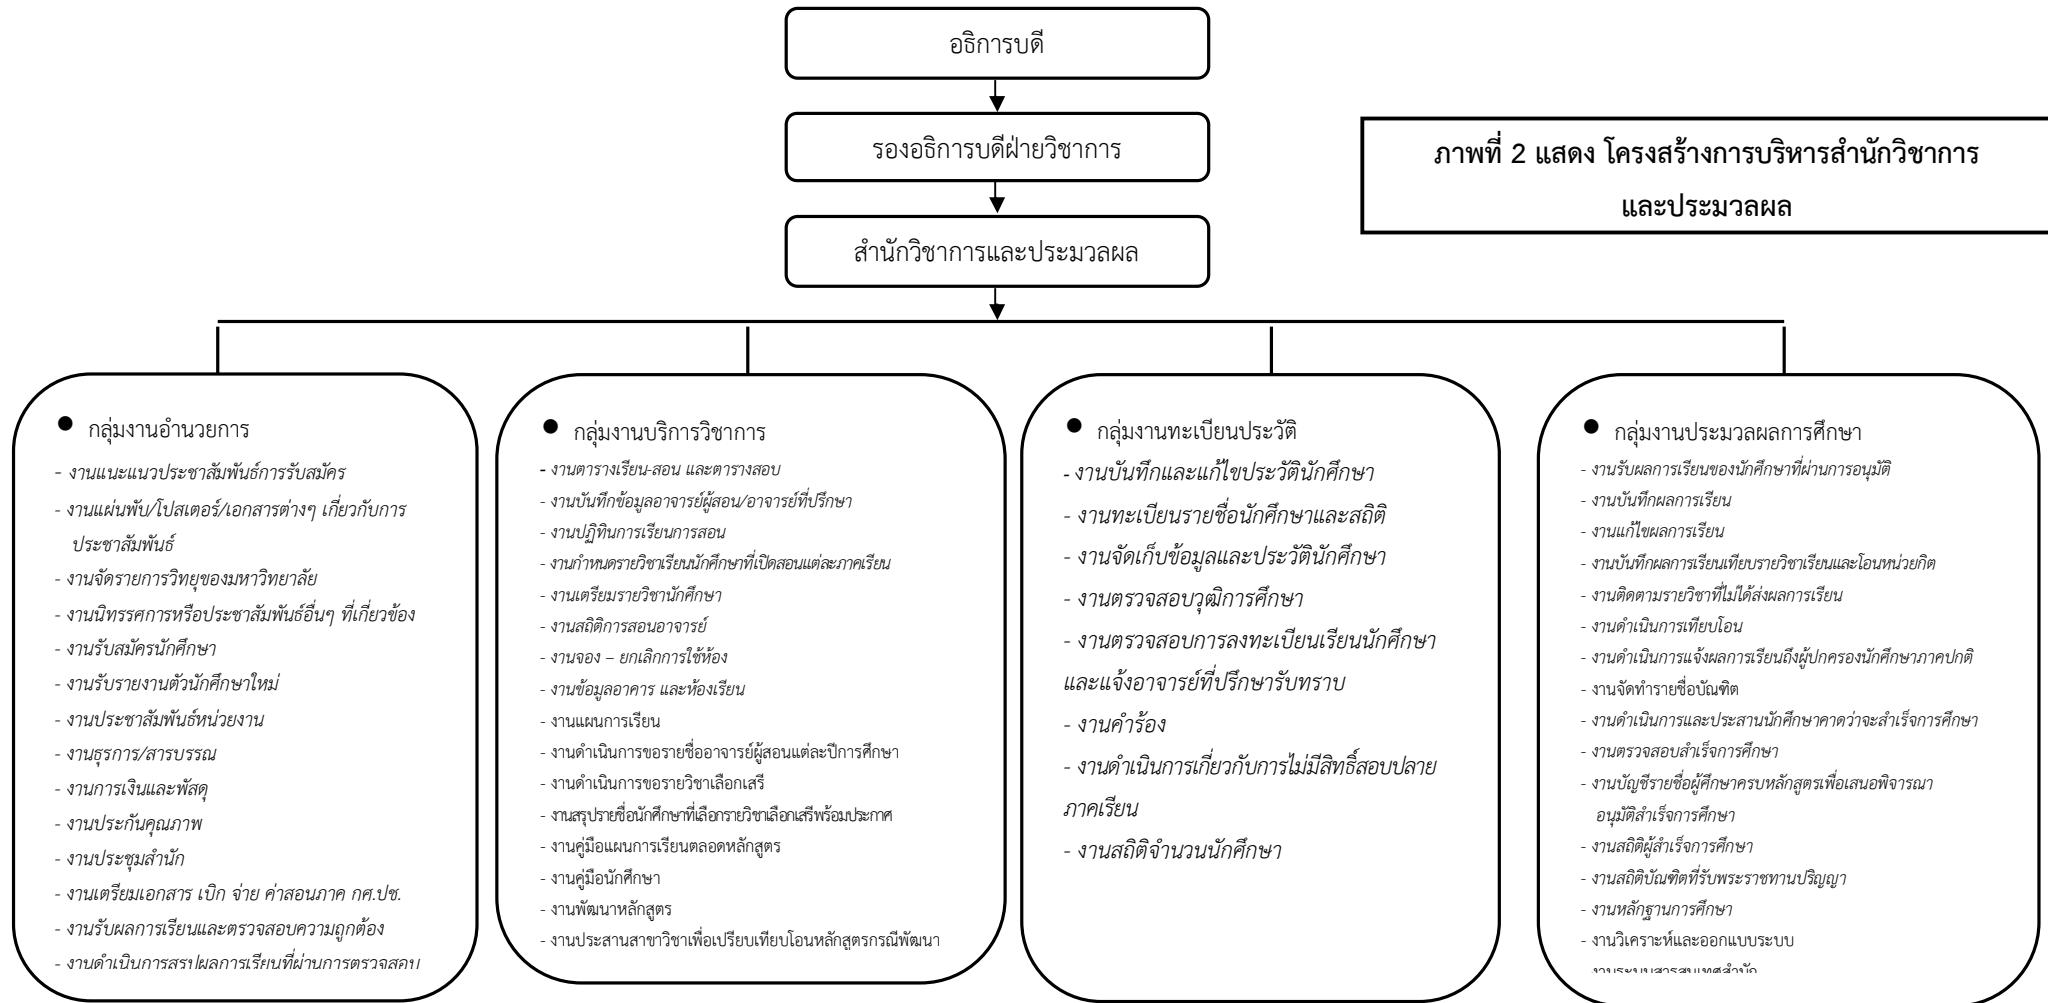 อธิการบดี
รองอธิการบดีฝ่ายวิชาการ
ภาพที่ 2 แสดง โครงสร้างการบริหารสำนักวิชาการ
และประมวลผล
สำนักวิชาการและประมวลผล
● กลุ่มงานอำนวยการ
- งานแนะแนวประชาสัมพันธ์การรับสมัคร
- งานแผ่นพับ/โปสเตอร์/เอกสารต่างๆ เกี่ยวกับการ
ประชาสัมพันธ์
- งานจัดรายการวิทยุของมหาวิทยาลัย
- งานนิทรรศการหรือประชาสัมพันธ์อื่นๆ ที่เกี่ยวข้อง
- งานรับสมัครนักศึกษา
- งานรับรายงานตัวนักศึกษาใหม่
- งานประชาสัมพันธ์หน่วยงาน
- งานธุรการ/สารบรรณ
- งานการเงินและพัสดุ
- งานประกันคุณภาพ
- งานประชุมสำนัก
- งานเตรียมเอกสาร เบิก จ่าย ค่าสอนภาค กศ.ปช.
- งานรับผลการเรียนและตรวจสอบความถูกต้อง
- งานดำเนินการสรุปผลการเรียนที่ผ่านการตรวจสอบ
● กลุ่มงานบริการวิชาการ
- งานตารางเรียน-สอน และตารางสอบ
- งานบันทึกข้อมูลอาจารย์ผู้สอน/อาจารย์ที่ปรึกษา
- งานปฏิทินการเรียนการสอน
- งานกำหนดรายวิชาเรียนนักศึกษาที่เปิดสอนแต่ละภาคเรียน
- งานเตรียมรายวิชานักศึกษา
- งานสถิติการสอนอาจารย์
- งานจอง – ยกเลิกการใช้ห้อง
- งานข้อมูลอาคาร และห้องเรียน
- งานแผนการเรียน
- งานดำเนินการขอรายชื่ออาจารย์ผู้สอนแต่ละปีการศึกษา
- งานดำเนินการขอรายวิชาเลือกเสรี
- งานสรุปรายชื่อนักศึกษาที่เลือกรายวิชาเลือกเสรีพร้อมประกาศ
- งานคู่มือแผนการเรียนตลอดหลักสูตร
- งานคู่มือนักศึกษา
- งานพัฒนาหลักสูตร
- งานประสานสาขาวิชาเพื่อเปรียบเทียบโอนหลักสูตรกรณีพัฒนา
● กลุ่มงานทะเบียนประวัติ
- งานบันทึกและแก้ไขประวัตินักศึกษา
- งานทะเบียนรายชื่อนักศึกษาและสถิติ
- งานจัดเก็บข้อมูลและประวัตินักศึกษา
- งานตรวจสอบวุฒิการศึกษา
- งานตรวจสอบการลงทะเบียนเรียนนักศึกษา
และแจ้งอาจารย์ที่ปรึกษารับทราบ
- งานคำร้อง
- งานดำเนินการเกี่ยวกับการไม่มีสิทธิ์สอบปลาย
ภาคเรียน
- งานสถิติจำนวนนักศึกษา
● กลุ่มงานประมวลผลการศึกษา
- งานรับผลการเรียนของนักศึกษาที่ผ่านการอนุมัติ
- งานบันทึกผลการเรียน
- งานแก้ไขผลการเรียน
- งานบันทึกผลการเรียนเทียบรายวิชาเรียนและโอนหน่วยกิต
- งานติดตามรายวิชาที่ไม่ได้ส่งผลการเรียน
- งานดำเนินการเทียบโอน
- งานดำเนินการแจ้งผลการเรียนถึงผู้ปกครองนักศึกษาภาคปกติ
- งานจัดทำรายชื่อบัณฑิต
- งานดำเนินการและประสานนักศึกษาคาดว่าจะสำเร็จการศึกษา
- งานตรวจสอบสำเร็จการศึกษา
- งานบัญชีรายชื่อผู้ศึกษาครบหลักสูตรเพื่อเสนอพิจารณา
อนุมัติสำเร็จการศึกษา
- งานสถิติผู้สำเร็จการศึกษา
- งานสถิติบัณฑิตที่รับพระราชทานปริญญา
- งานหลักฐานการศึกษา
- งานวิเคราะห์และออกแบบระบบ
- งานระบบสารสนเทศสำนัก